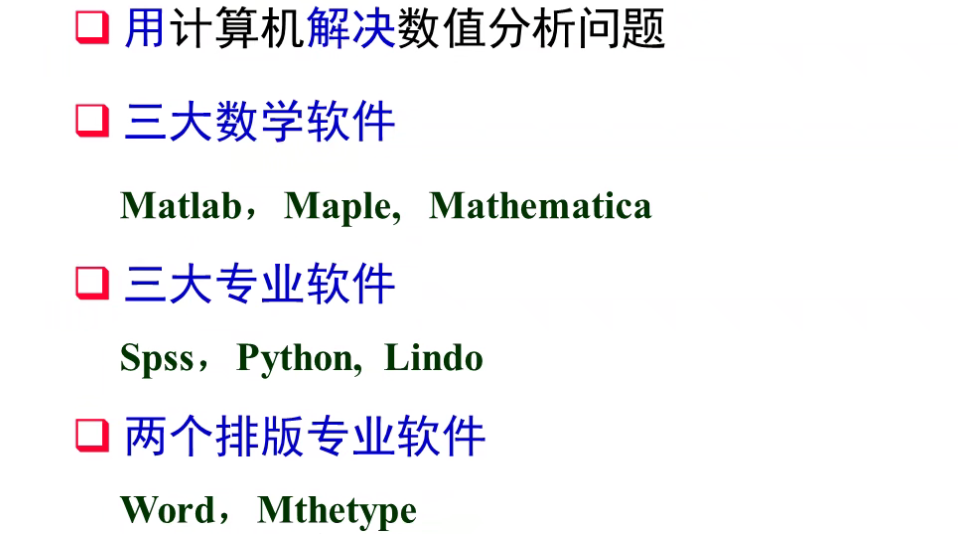 用计算机解决数值分析问题
三大数学软件
Matlab，Maple, Mathematica
三大专业软件
Spss，Python, Lindo
两个排版专业软件
Word，Mthetype